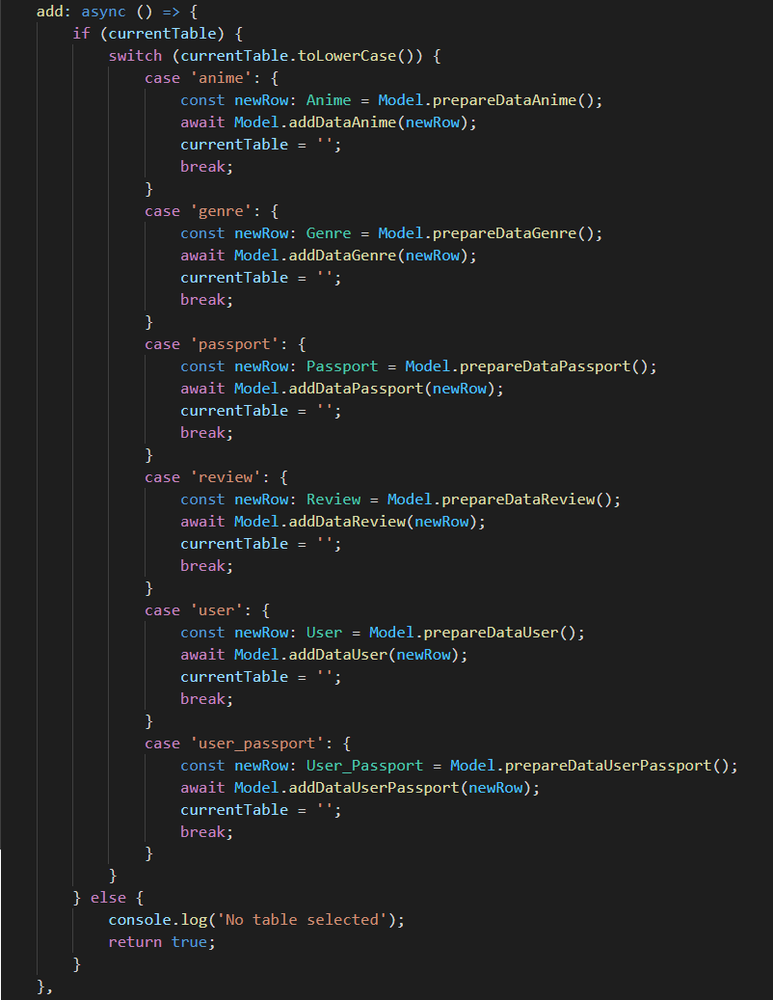 add: async () => {
if (currentTable) {
switch (currentTable.toLowerCase()) {
case 'anime': {
const newRow: Anime = Model.prepareDataAnime();
await Model.addDataAnime(newRow);
currentTable = '';
break;
}
case 'genre': {
const newRow: Genre = Model.prepareDataGenre();
await Model.addDataGenre(newRow);
currentTable = '';
break;
}
case 'passport': {
const newRow: Passport = Model.prepareDataPassport();
await Model.addDataPassport(newRow);
currentTable = '';
break;
}
case 'review': {
const newRow: Review = Model.prepareDataReview();
await Model.addDataReview(newRow);
currentTable = '';
break;
}
case 'user': {
const newRow: User = Model.prepareDataUser();
await Model.addDataUser(newRow);
currentTable = '';
break;
}
case 'user_passport': {
const newRow: User_Passport = Model.prepareDataUserPassport();
await Model.addDataUserPassport(newRow);
currentTable = '';
break;
}
}
} else {
console.log('No table selected');
return true;
}
},